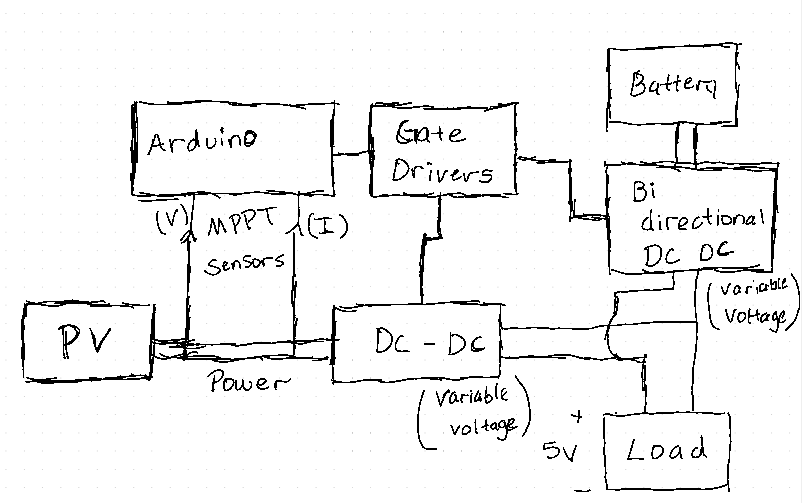 Battery
Arduino
Gate
Drivers
Bi
directional
DC DC
(V) MPPT (I)
sensors
(variable
voltage)
PV
DC - DC
Power
(variable
voltage)
+
5V
-
Load